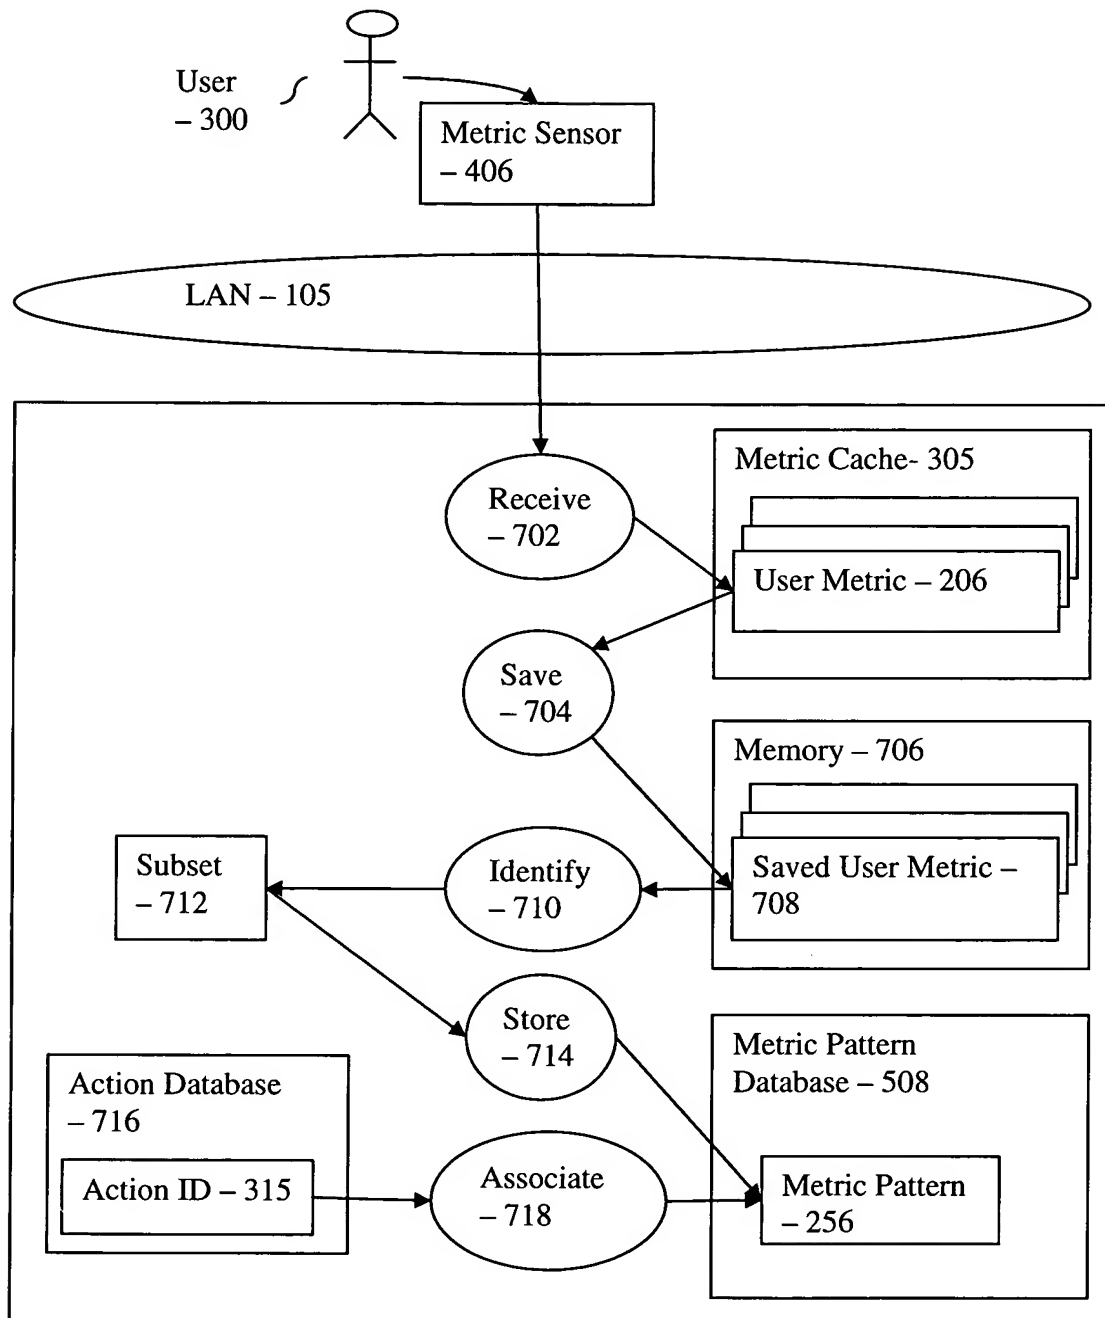 User
– 300
Metric Sensor
– 406
LAN – 105
Receive
– 702
Metric Cache- 305
User Metric – 206
Save
– 704
Memory – 706
Saved User Metric –
708
Identify
– 710
Subset
– 712
Store
– 714
Metric Pattern
Database – 508
Action Database
– 716
Action ID – 315
Associate
– 718
Metric Pattern
– 256